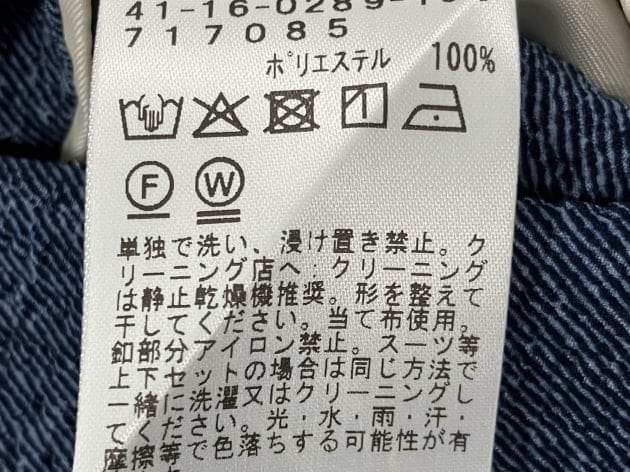 717085
ポリエステル 100%
F W
単独で洗い、浸け置き禁止。ク
リーニング店へ:クリーニング
は静止乾燥機推奨。形を整えて
干してください。当て布使用。
釦部分アイロン禁止。スーツ等
上下セットの場合は同じ方法で
一緒に洗濯又はクリーニングし
てください。光・水・雨・汗・
摩擦等で色落ちする可能性が有